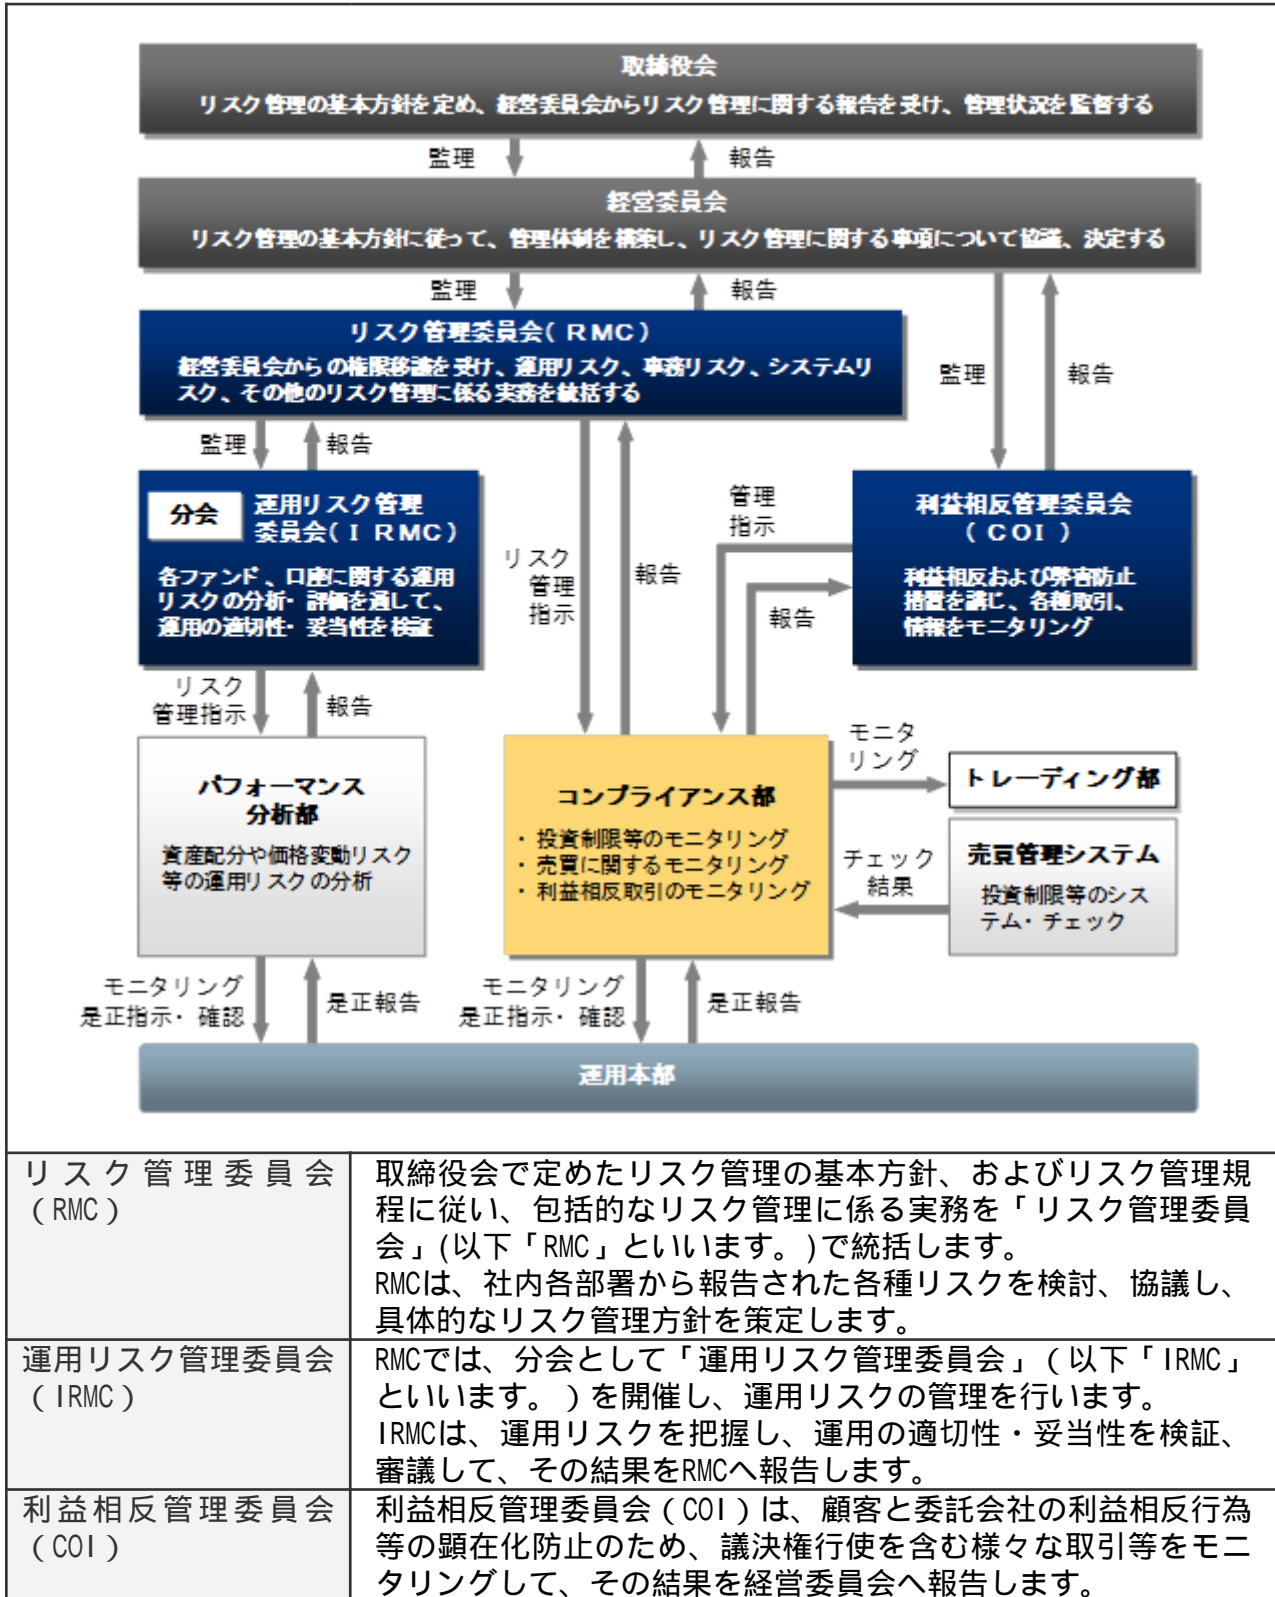 取締役会
リスク管理の基本方針を定め、経営委員会からリスク管理に関する報告を受け、管理状況を監督する
監理
報告
経営委員会
リスク管理の基本方針に従って、管理体制を構築し、リスク管理に関する事項について協議、決定する
監理
報告
リスク管理委員会(RMC)
経営委員会からの権限移譲を受け、運用リスク、事務リスク、システムリ
スク、その他のリスク管理に係る実務を統括する
監理
報告
監理
報告
分会
運用リスク管理
委員会(IRMC)
各ファンド、口座に関する運用
リスクの分析・評価を通して、
運用の適切性・妥当性を検証
リスク
管理
指示
報告
管理
指示
報告
利益相反管理委員会
(COI)
利益相反および弊害防止
措置を講じ、各種取引、
情報をモニタリング
リスク
管理指示
報告
パフォーマンス
分析部
資産配分や価格変動リスク
等の運用リスクの分析
コンプライアンス部
・投資制限等のモニタリング
・売買に関するモニタリング
・利益相反取引のモニタリング
モニタ
リング
トレーディング部
チェック
結果
売買管理システム
投資制限等のシス
テム・チェック
モニタリング
是正指示・確認
是正報告
モニタリング
是正指示・確認
是正報告
運用本部
リスク管理委員会
(RMC)
取締役会で定めたリスク管理の基本方針、およびリスク管理規
程に従い、包括的なリスク管理に係る実務を「リスク管理委員
会」(以下「RMC」といいます。)で統括します。
RMCは、社内各部署から報告された各種リスクを検討、協議し、
具体的なリスク管理方針を策定します。
運用リスク管理委員会
(IRMC)
RMCでは、分会として「運用リスク管理委員会」(以下「IRMC」
といいます。)を開催し、運用リスクの管理を行います。
IRMCは、運用リスクを把握し、運用の適切性・妥当性を検証、
審議して、その結果をRMCへ報告します。
利益相反管理委員会
(COI)
利益相反管理委員会(COI)は、顧客と委託会社の利益相反行為
等の顕在化防止のため、議決権行使を含む様々な取引等をモニ
タリングして、その結果を経営委員会へ報告します。